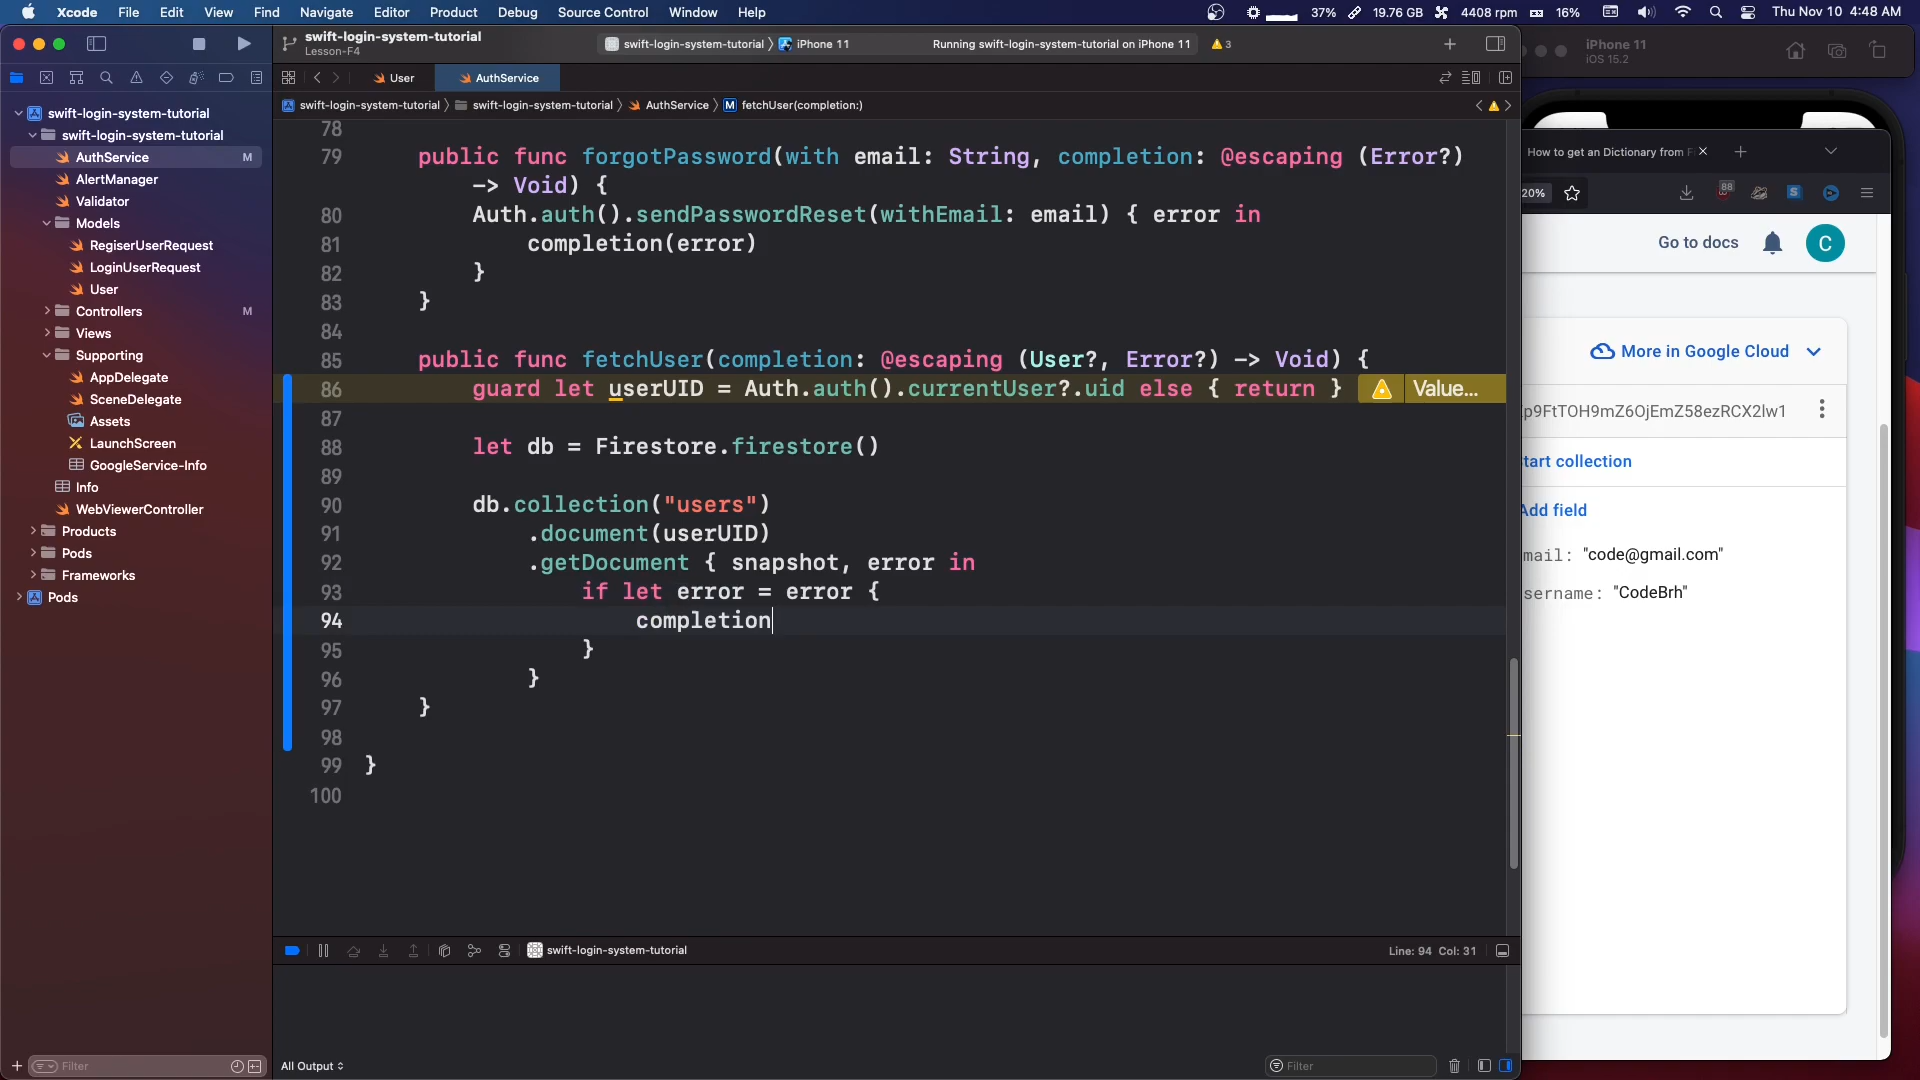 Xcode File Edit View Find Navigate Editor Product Debug Source Control Window Help
37% 19.76 GB 4408 rpm 16% Thu Nov 10 4:48 AM
swift-login-system-tutorial
Lesson-F4
swift-login-system-tutorial iPhone 11
Running swift-login-system-tutorial on iPhone 11
3
iPhone 11
iOS 15.2
User
AuthService
swift-login-system-tutorial swift-login-system-tutorial AuthService M fetchUser(completion:)
swift-login-system-tutorial
swift-login-system-tutorial
AuthService M
AlertManager
Validator
Models
RegiserUserRequest
LoginUserRequest
User
Controllers M
Views
Supporting
AppDelegate
SceneDelegate
Assets
LaunchScreen
GoogleService-Info
Info
WebViewerController
Products
Pods
Frameworks
Pods
Filter
78
79 public func forgotPassword(with email: String, completion: @escaping (Error?)
-> Void) {
80 Auth.auth().sendPasswordReset(withEmail: email) { error in
81 completion(error)
82 }
83 }
84
85 public func fetchUser(completion: @escaping (User?, Error?) -> Void) {
86 guard let userUID = Auth.auth().currentUser?.uid else { return } Value...
87
88 let db = Firestore.firestore()
89
90 db.collection("users")
91 .document(userUID)
92 .getDocument { snapshot, error in
93 if let error = error {
94 completion
95 }
96 }
97 }
98
99 }
100
swift-login-system-tutorial
Line: 94 Col: 31
All Output
Filter
How to get an Dictionary from F
20%
88
S
Go to docs
C
More in Google Cloud
p9FtTOH9mZ6OjEmZ58ezRCX2lw1
tart collection
Add field
mail: "code@gmail.com"
sername: "CodeBrh"